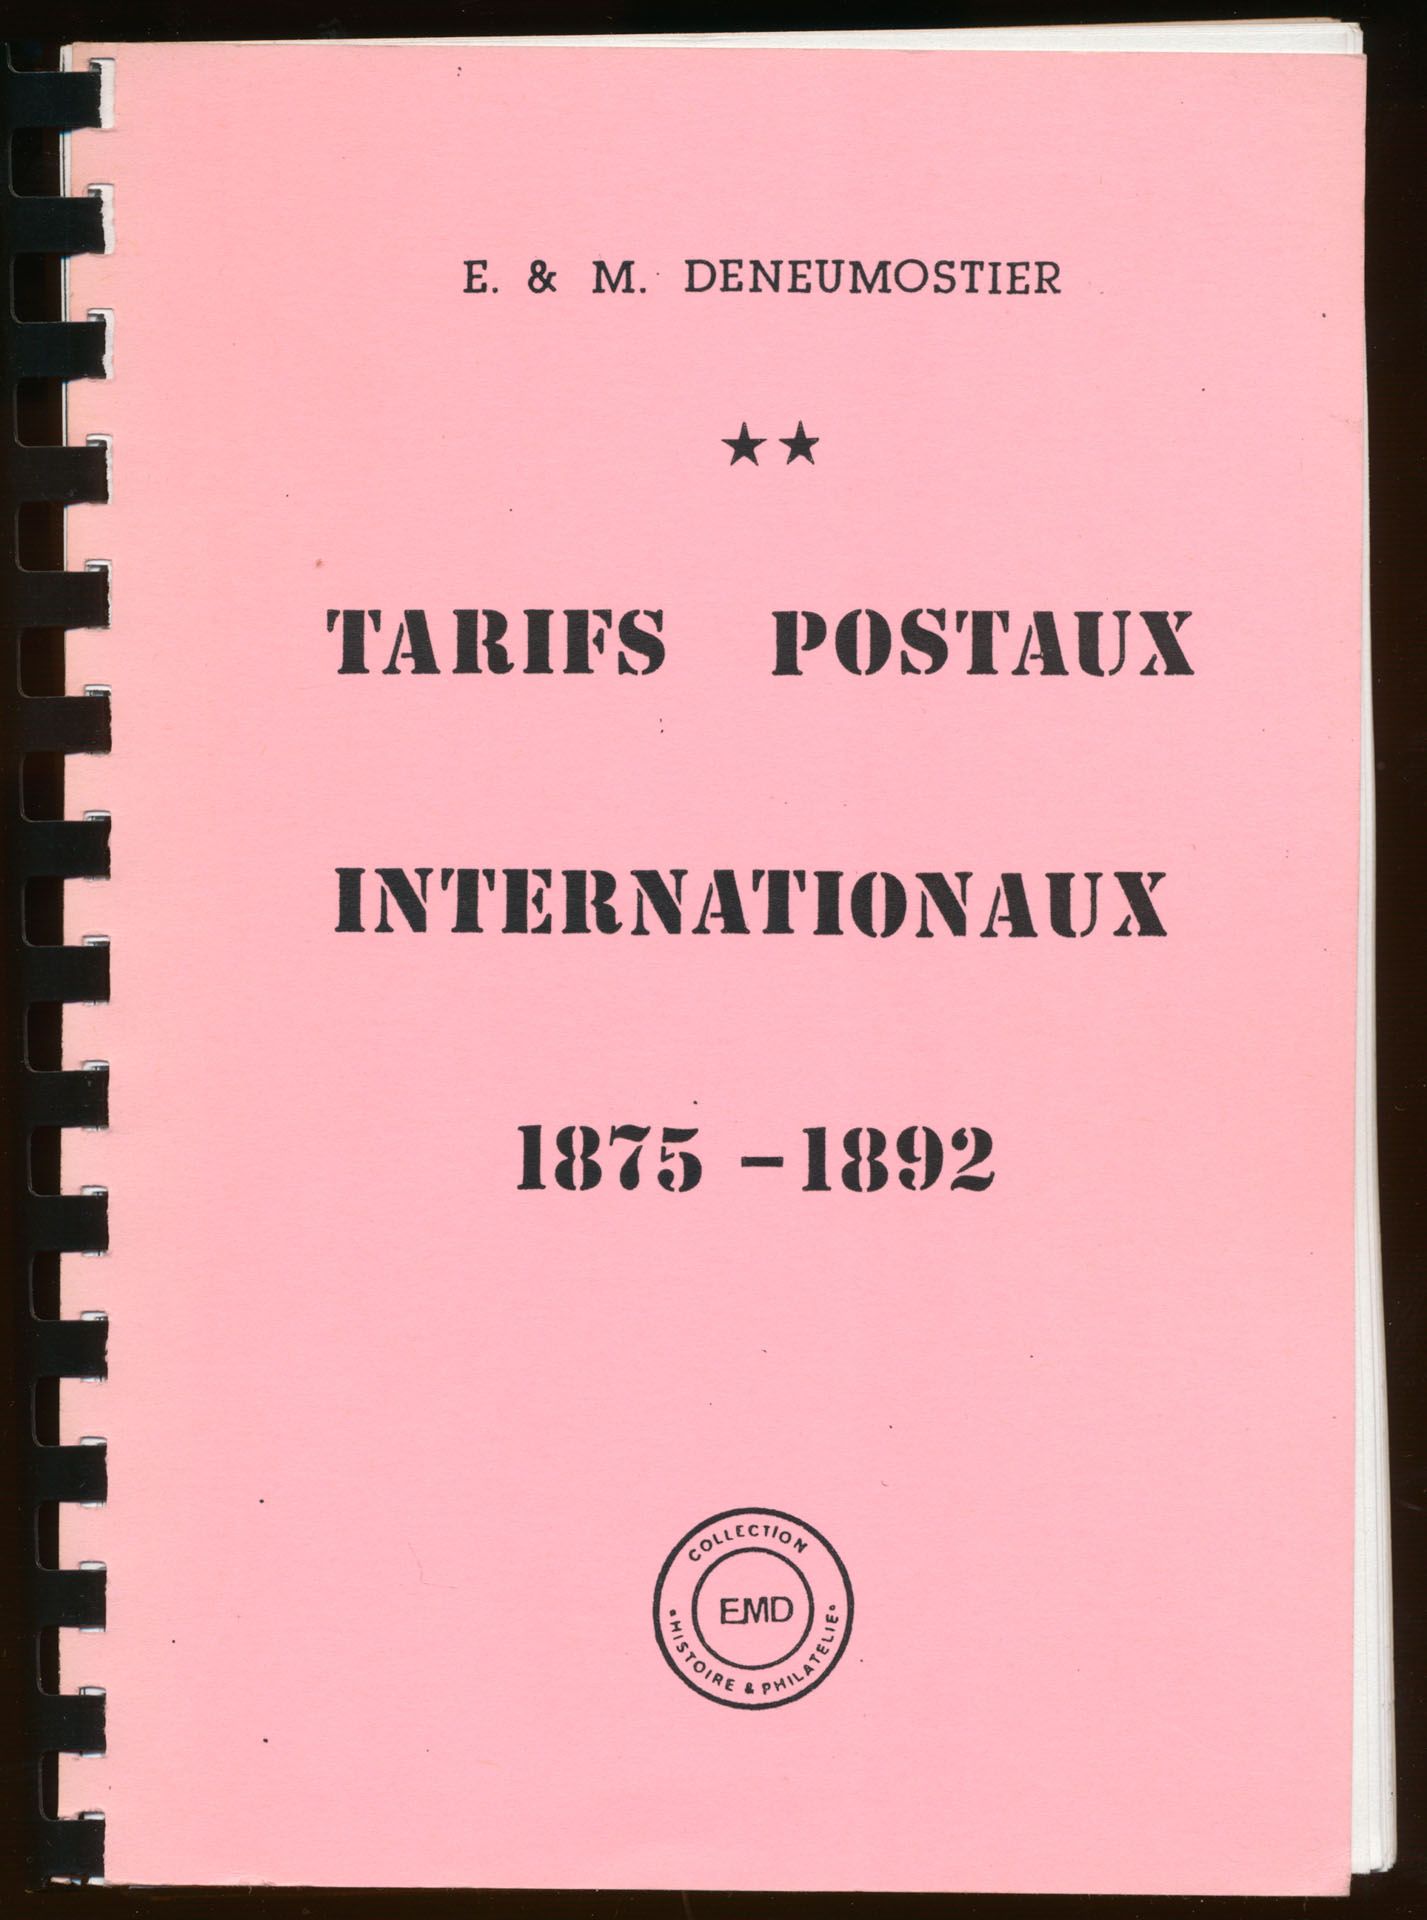 E. & M. DENEUMOSTIER
★★
TARIFS POSTAUX
INTERNATIONAUX
1875 – 1892
COLLECTION
EMD
HISTOIRE & PHILATELIE